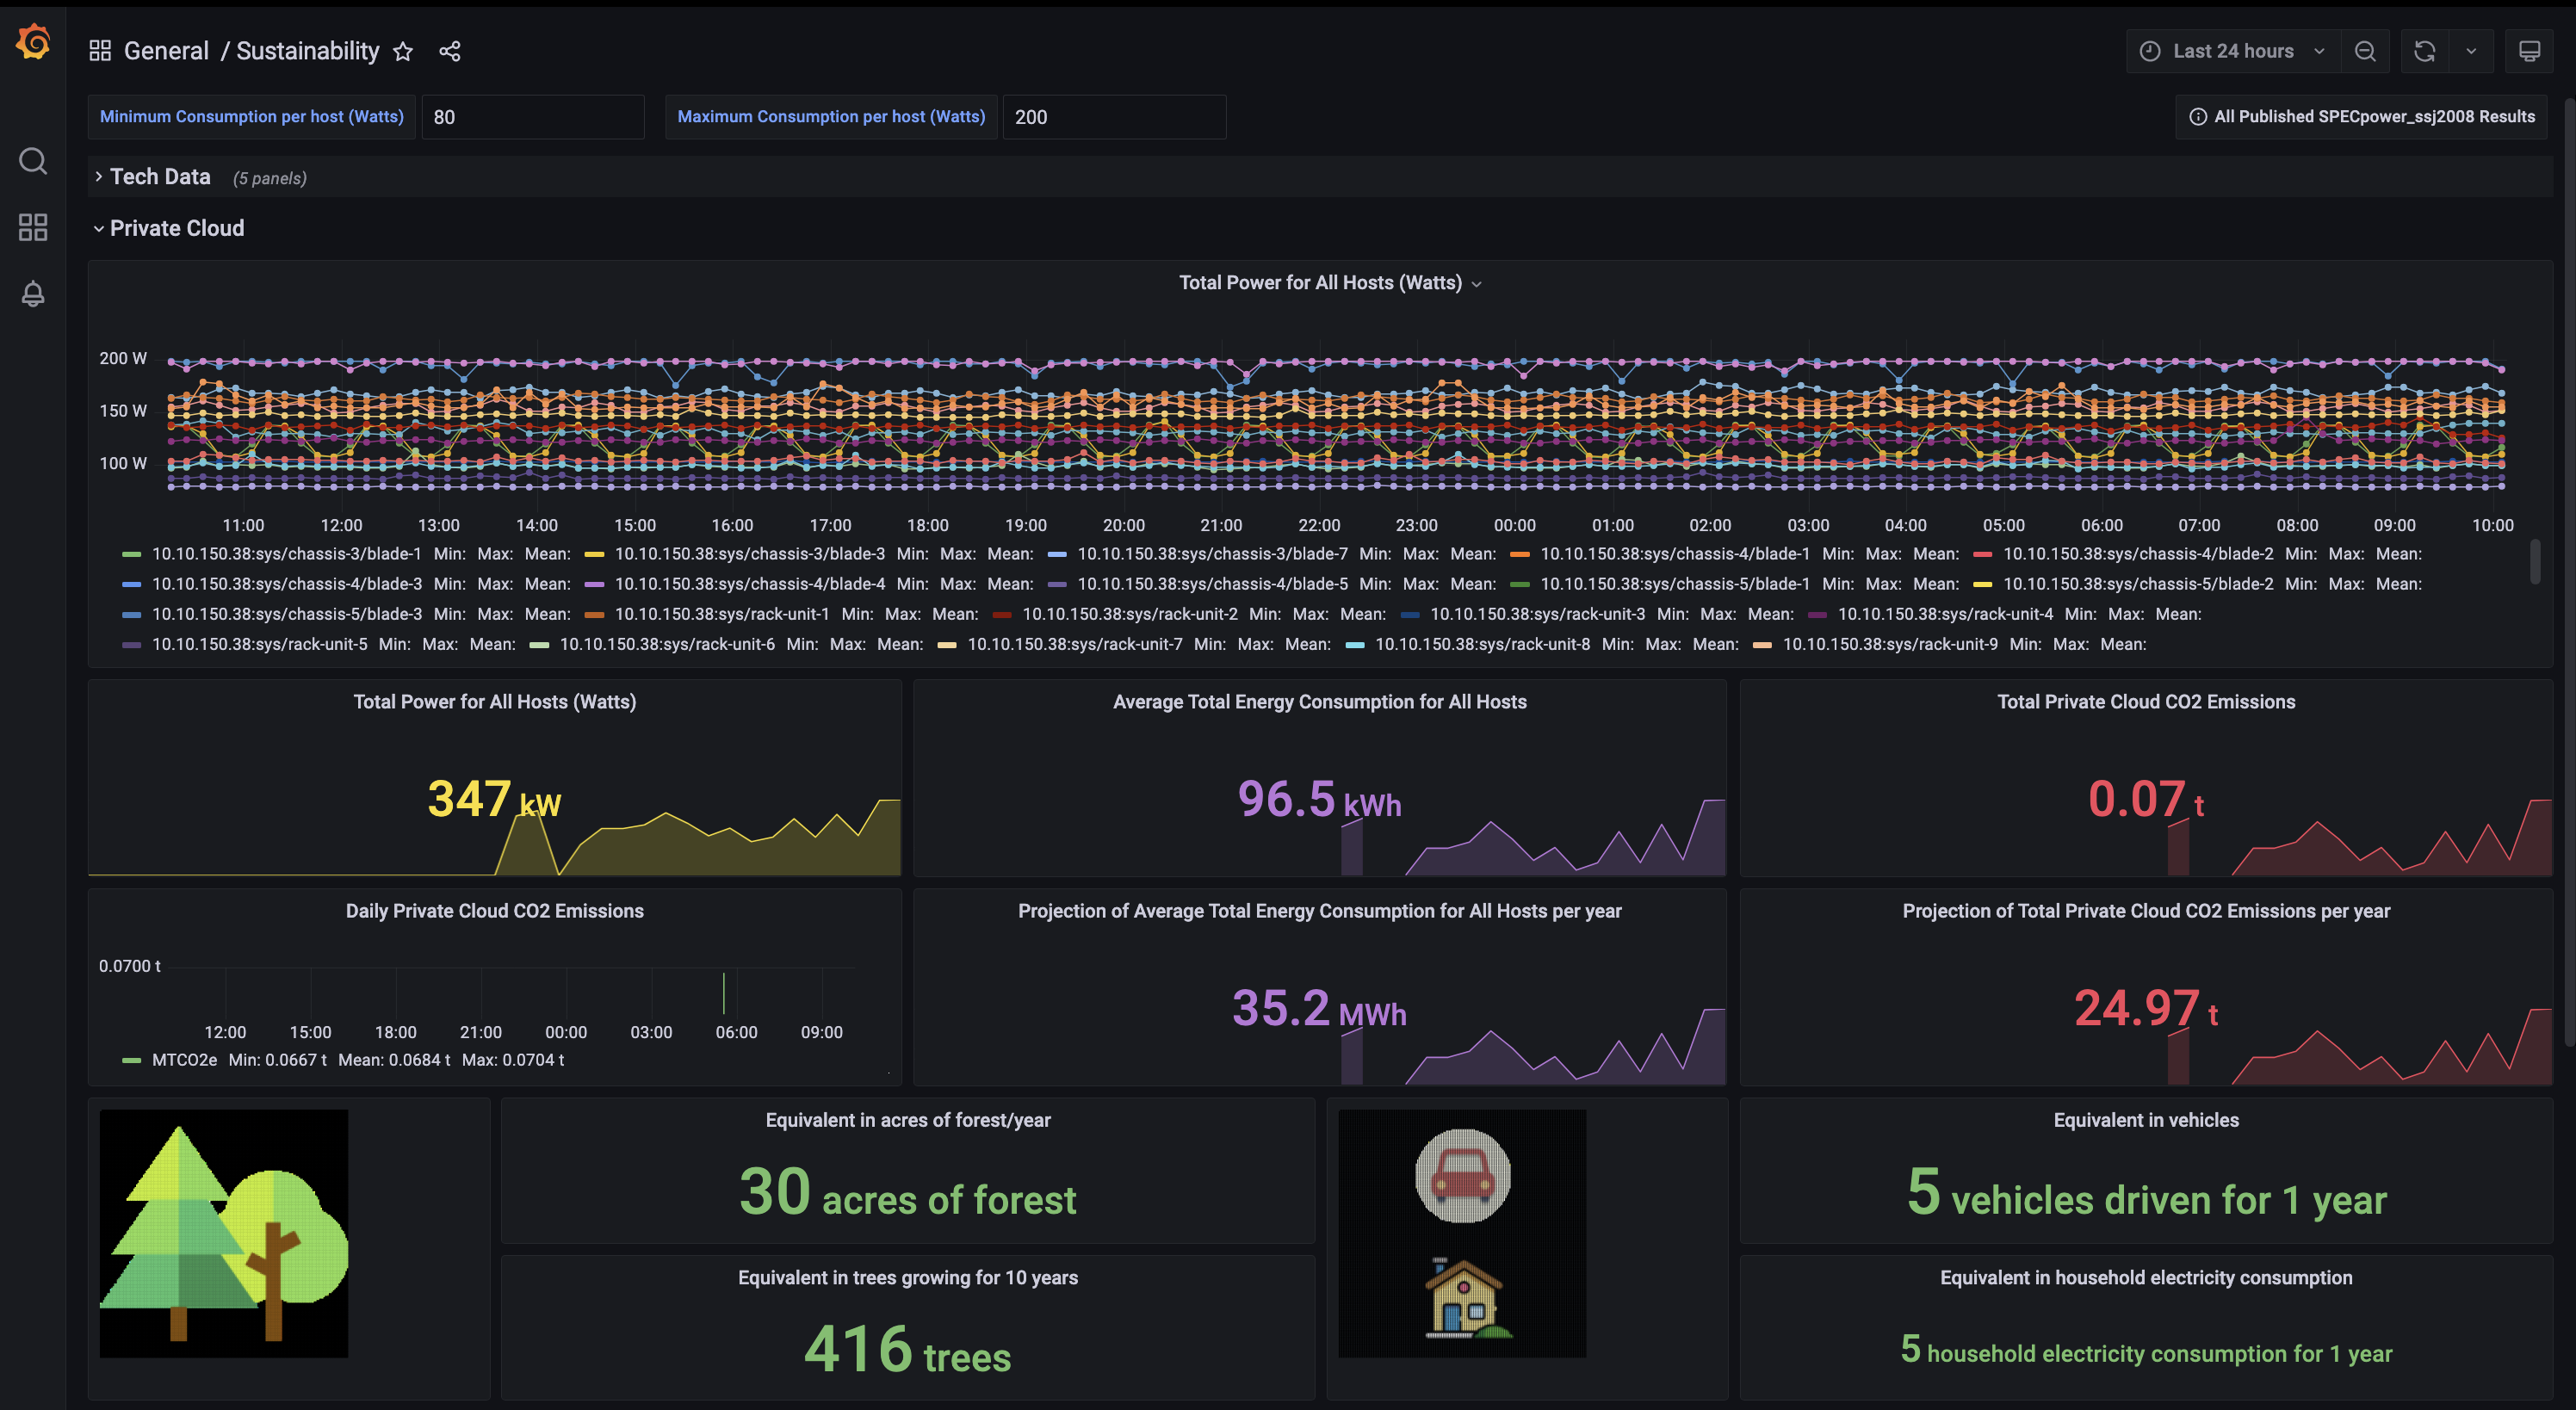 General / Sustainability
Last 24 hours
Minimum Consumption per host (Watts) 80 Maximum Consumption per host (Watts) 200 All Published SPECpower_ssj2008 Results
Tech Data (5 panels)
Private Cloud
Total Power for All Hosts (Watts)
200 W
150 W
100 W
11:00 12:00 13:00 14:00 15:00 16:00 17:00 18:00 19:00 20:00 21:00 22:00 23:00 00:00 01:00 02:00 03:00 04:00 05:00 06:00 07:00 08:00 09:00 10:00
10.10.150.38:sys/chassis-3/blade-1 Min: Max: Mean: 10.10.150.38:sys/chassis-3/blade-3 Min: Max: Mean: 10.10.150.38:sys/chassis-3/blade-7 Min: Max: Mean: 10.10.150.38:sys/chassis-4/blade-1 Min: Max: Mean: 10.10.150.38:sys/chassis-4/blade-2 Min: Max: Mean:
10.10.150.38:sys/chassis-4/blade-3 Min: Max: Mean: 10.10.150.38:sys/chassis-4/blade-4 Min: Max: Mean: 10.10.150.38:sys/chassis-4/blade-5 Min: Max: Mean: 10.10.150.38:sys/chassis-5/blade-1 Min: Max: Mean: 10.10.150.38:sys/chassis-5/blade-2 Min: Max: Mean:
10.10.150.38:sys/chassis-5/blade-3 Min: Max: Mean: 10.10.150.38:sys/rack-unit-1 Min: Max: Mean: 10.10.150.38:sys/rack-unit-2 Min: Max: Mean: 10.10.150.38:sys/rack-unit-3 Min: Max: Mean: 10.10.150.38:sys/rack-unit-4 Min: Max: Mean:
10.10.150.38:sys/rack-unit-5 Min: Max: Mean: 10.10.150.38:sys/rack-unit-6 Min: Max: Mean: 10.10.150.38:sys/rack-unit-7 Min: Max: Mean: 10.10.150.38:sys/rack-unit-8 Min: Max: Mean: 10.10.150.38:sys/rack-unit-9 Min: Max: Mean:
Total Power for All Hosts (Watts)
347 kW
Average Total Energy Consumption for All Hosts
96.5 kWh
Total Private Cloud CO2 Emissions
0.07 t
Daily Private Cloud CO2 Emissions
0.0700 t
12:00 15:00 18:00 21:00 00:00 03:00 06:00 09:00
MTCO2e Min: 0.0667 t Mean: 0.0684 t Max: 0.0704 t
Projection of Average Total Energy Consumption for All Hosts per year
35.2 MWh
Projection of Total Private Cloud CO2 Emissions per year
24.97 t
Equivalent in acres of forest/year
30 acres of forest
Equivalent in trees growing for 10 years
416 trees
Equivalent in vehicles
5 vehicles driven for 1 year
Equivalent in household electricity consumption
5 household electricity consumption for 1 year